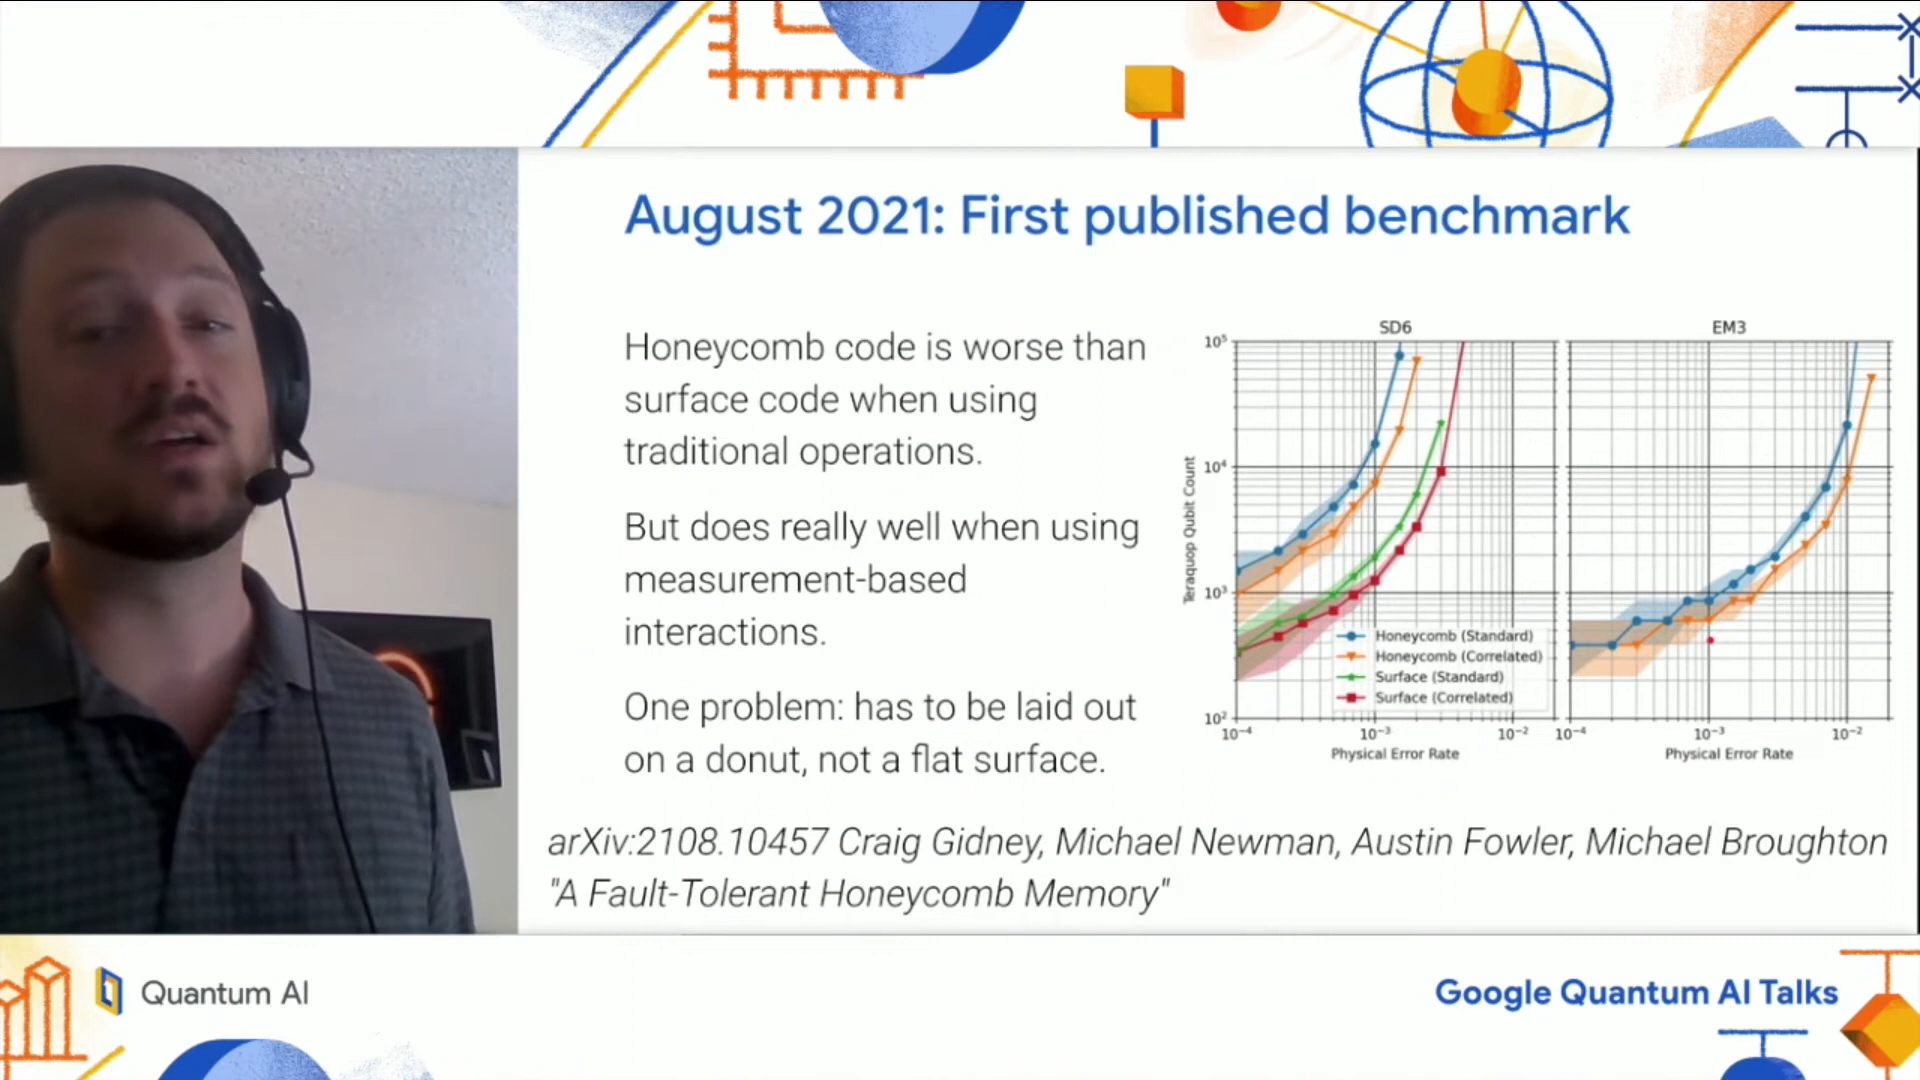 August 2021: First published benchmark
Honeycomb code is worse than
surface code when using
traditional operations.
But does really well when using
measurement-based
interactions.
One problem: has to be laid out
on a donut, not a flat surface.
SD6
EM3
10⁵
10⁴
10³
10²
Teraquop Qubit Count
Honeycomb (Standard)
Honeycomb (Correlated)
Surface (Standard)
Surface (Correlated)
10⁻⁴ 10⁻³ 10⁻² 10⁻⁴ 10⁻³ 10⁻²
Physical Error Rate
Physical Error Rate
arXiv:2108.10457 Craig Gidney, Michael Newman, Austin Fowler, Michael Broughton
"A Fault-Tolerant Honeycomb Memory"
Quantum AI
Google Quantum AI Talks